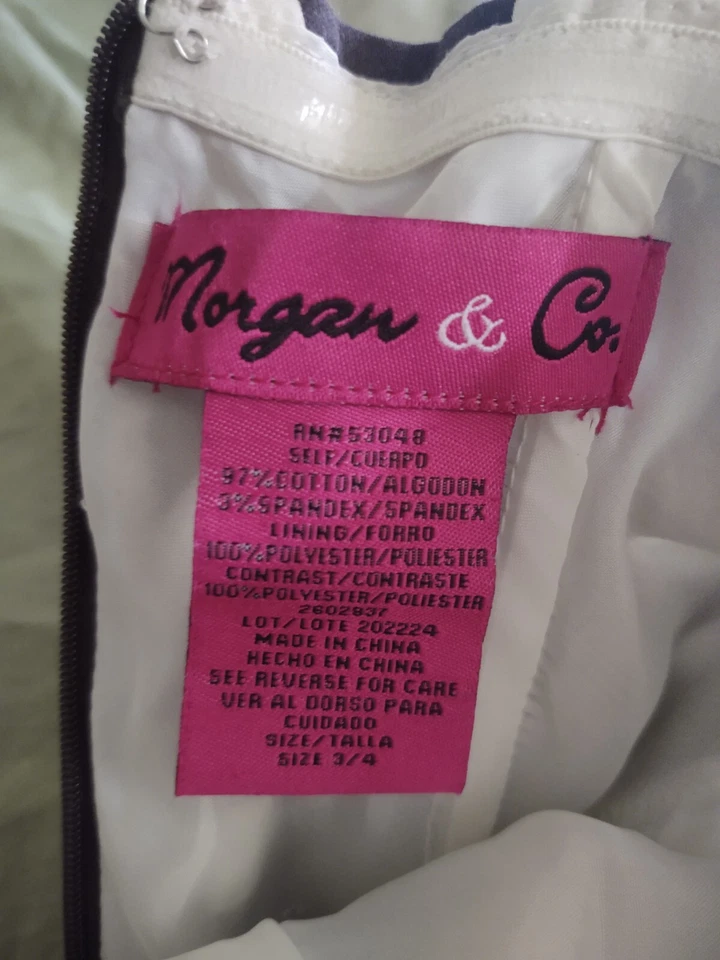 Morgan & Co.
RN#53048
SELF/CUERPO
97%COTTON/ALGODON
3%SPANDEX/SPANDEX
LINING/FORRO
100%POLYESTER/POLIESTER
CONTRAST/CONTRASTE
100%POLYESTER/POLIESTER
2602937
LOT/LOTE 202224
MADE IN CHINA
HECHO EN CHINA
SEE REVERSE FOR CARE
VER AL DORSO PARA
CUIDADO
SIZE/TALLA
SIZE 3/4